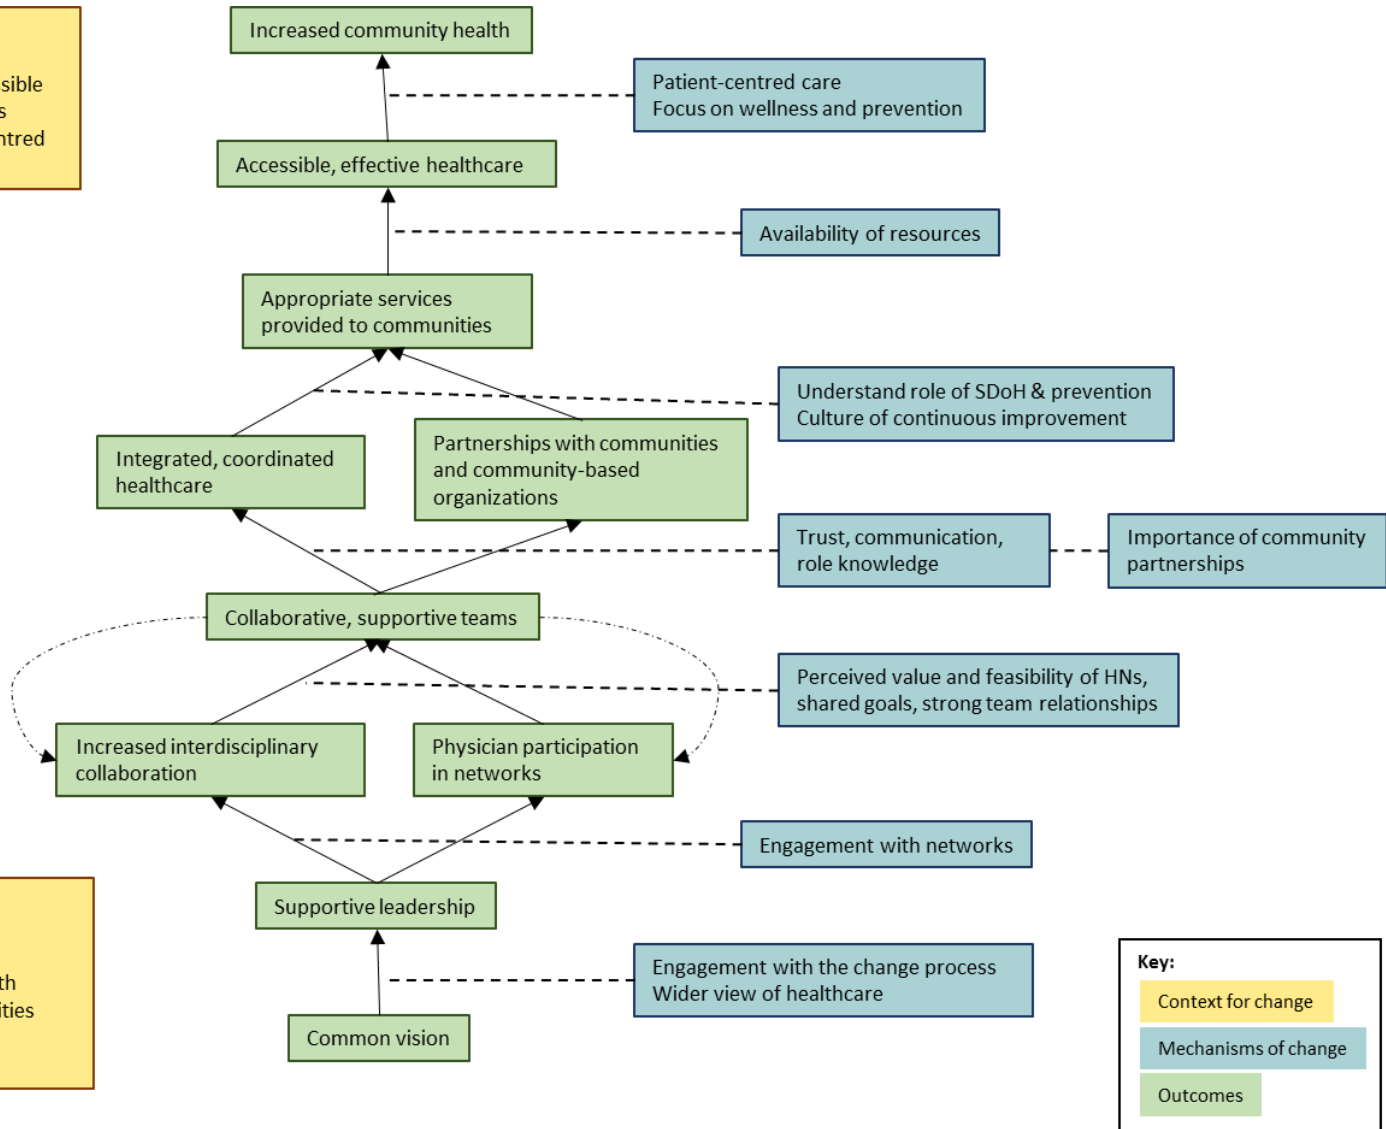 Increased community health
sible
s
ntred
Patient-centred care
Focus on wellness and prevention
Accessible, effective healthcare
Availability of resources
Appropriate services
provided to communities
Understand role of SDoH & prevention
Culture of continuous improvement
Integrated, coordinated
healthcare
Partnerships with communities
and community-based
organizations
Trust, communication,
role knowledge
Importance of community
partnerships
Collaborative, supportive teams
Perceived value and feasibility of HNs,
shared goals, strong team relationships
Increased interdisciplinary
collaboration
Physician participation
in networks
Engagement with networks
Supportive leadership
th
ities
Engagement with the change process
Wider view of healthcare
Common vision
Key:
Context for change
Mechanisms of change
Outcomes